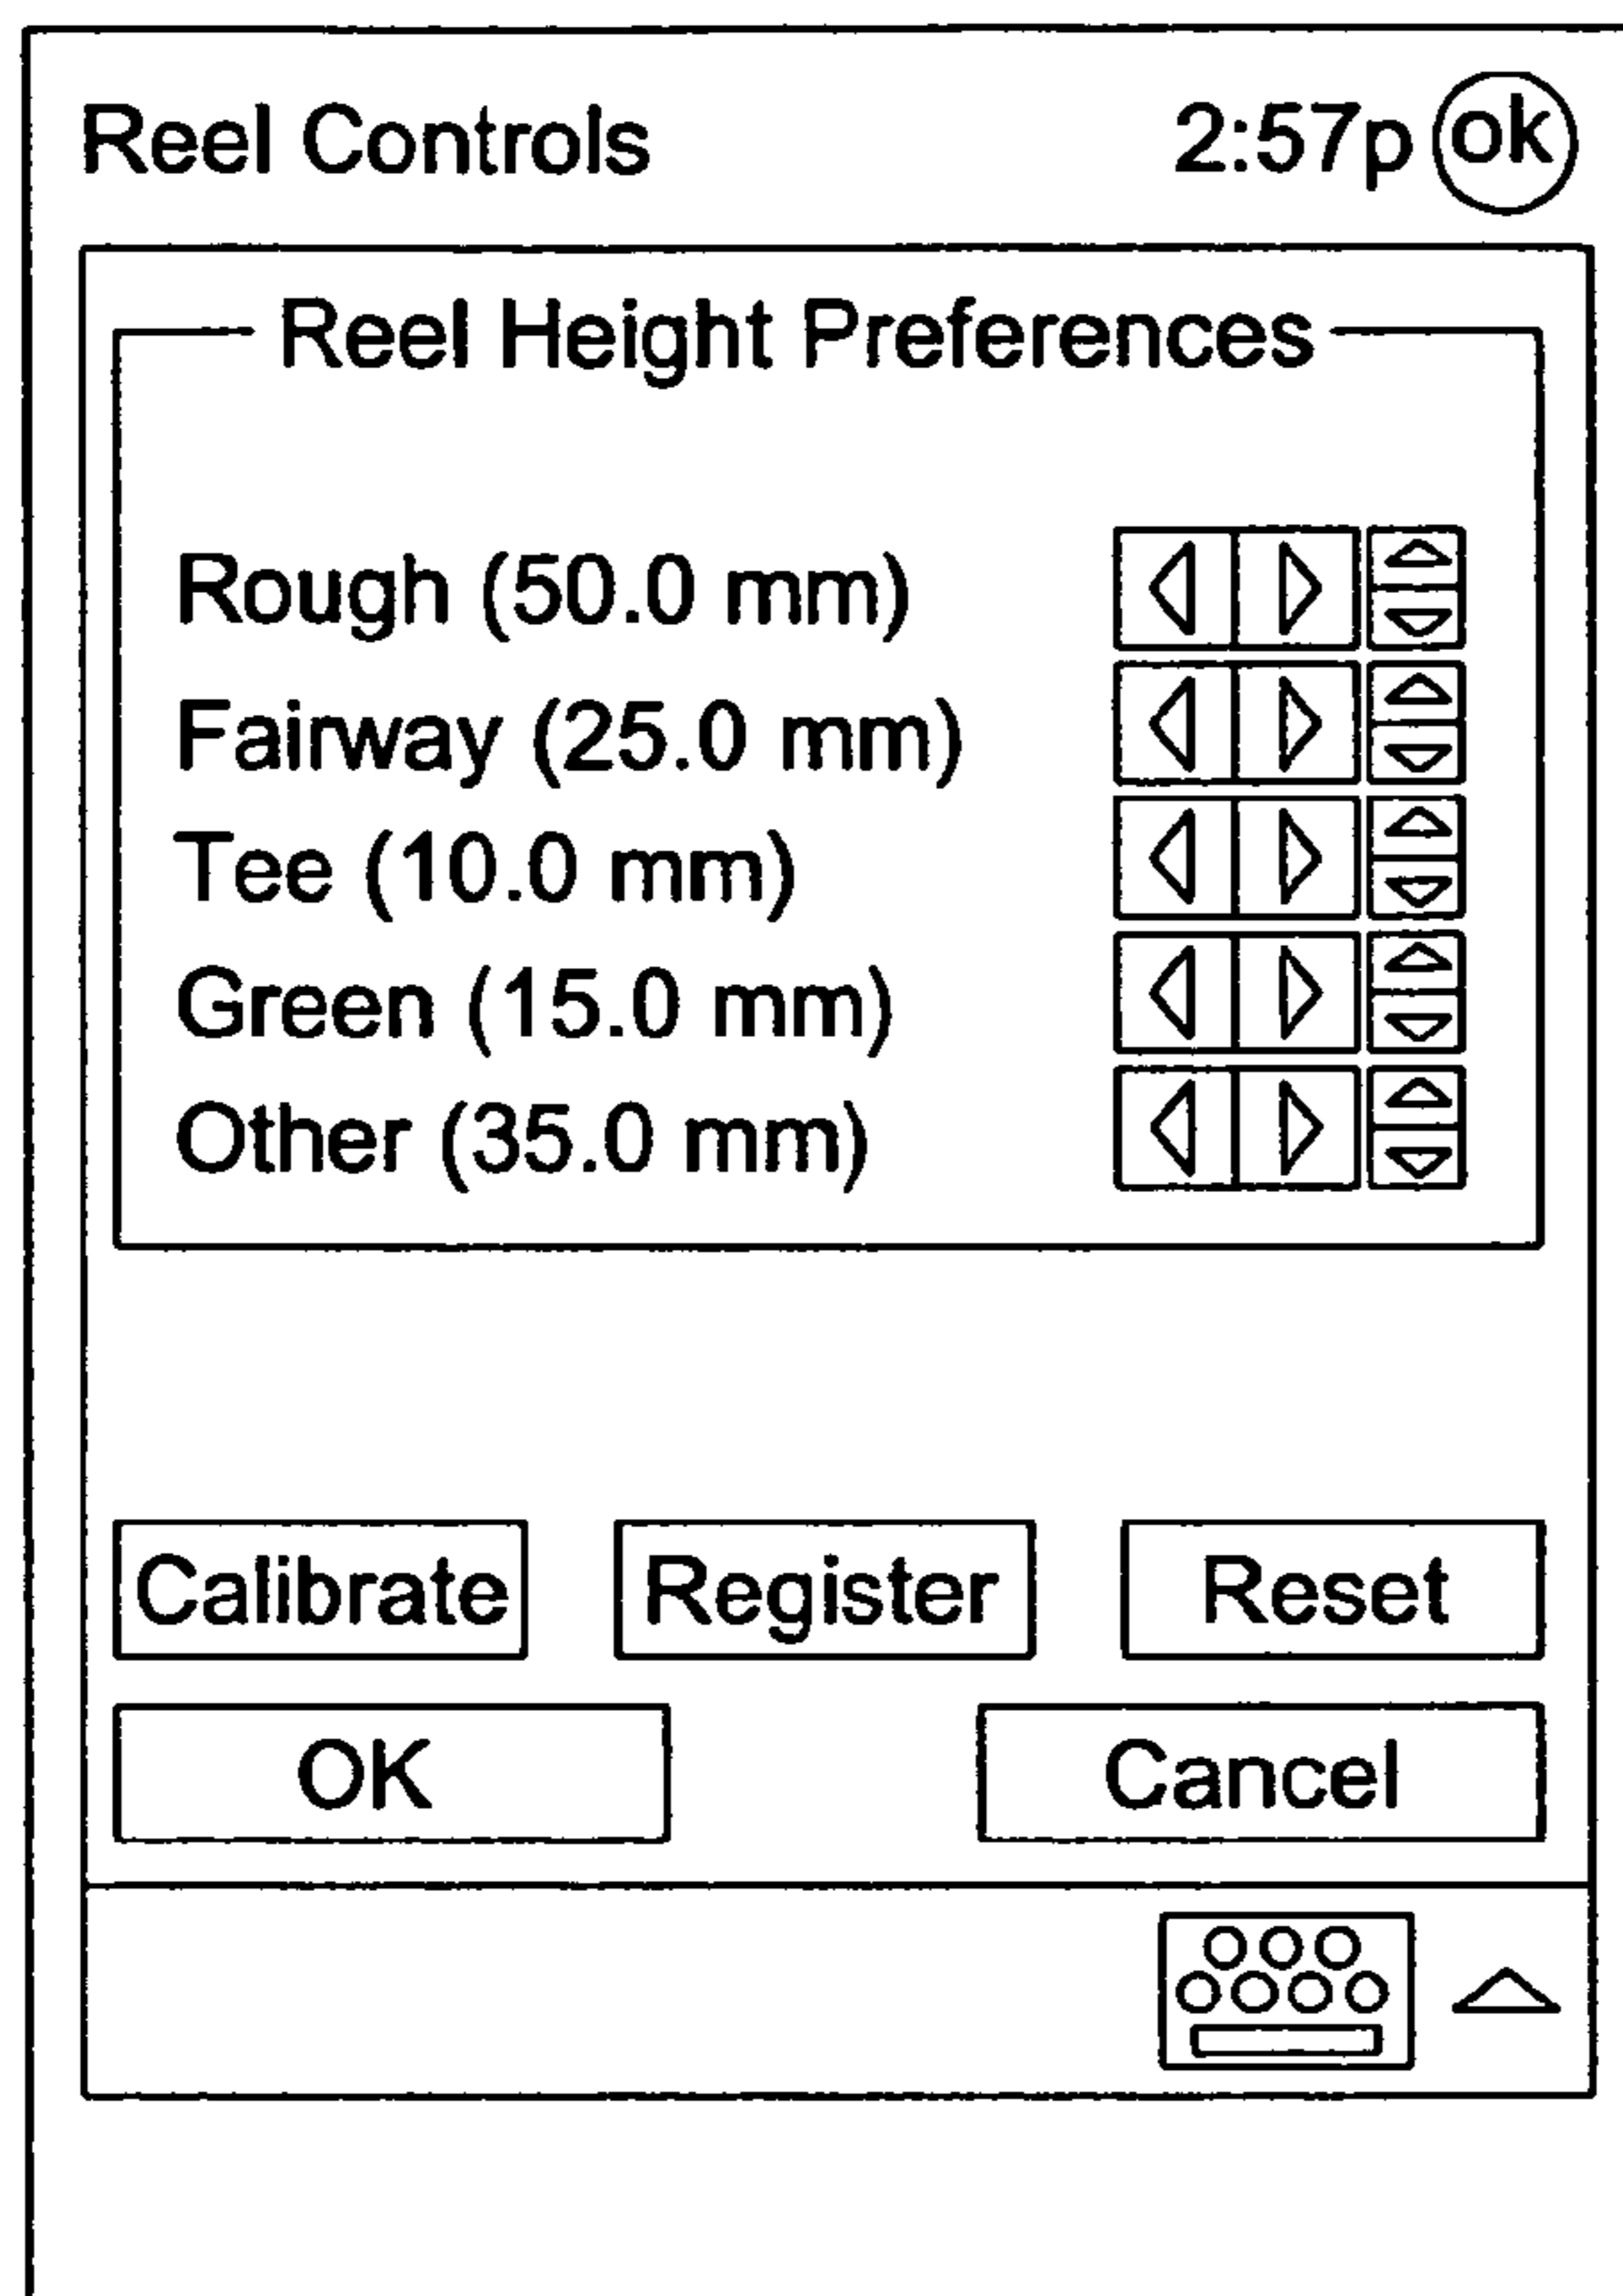 Reel Controls 2:57p ok
Reel Height Preferences
Rough (50.0 mm)
Fairway (25.0 mm)
Tee (10.0 mm)
Green (15.0 mm)
Other (35.0 mm)
Calibrate Register Reset
OK Cancel